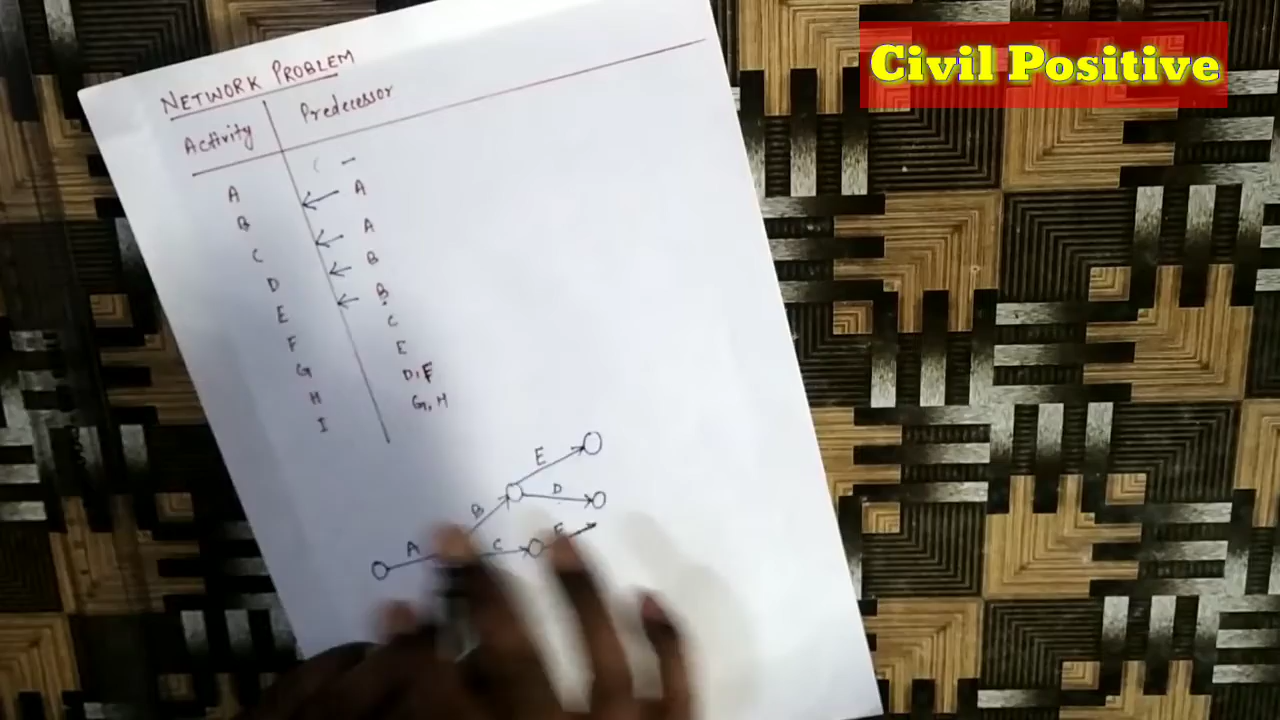 Civil Positive
NETWORK PROBLEM
Activity Predecessor
A -
B A
C A
D B
E B
F C
G E
H D,F
I G,H
E
B D
A C F